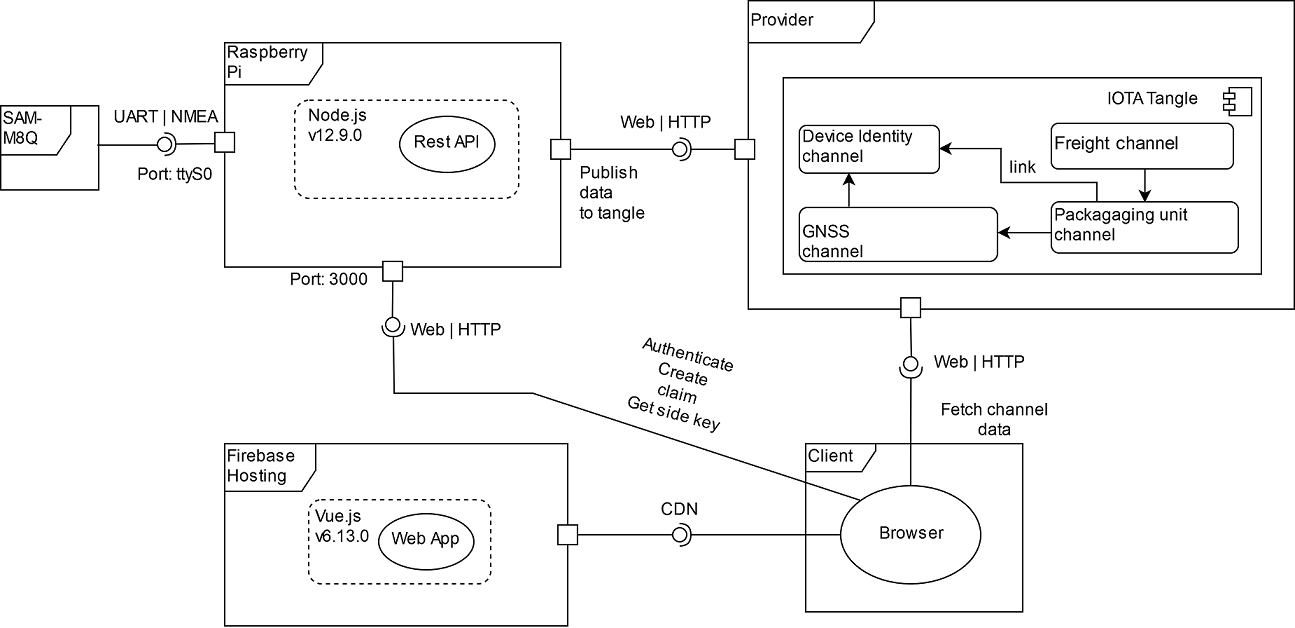 Provider
Raspberry
Pi
SAM-
M8Q
UART | NMEA
Port: ttyS0
Node.js
v12.9.0
Rest API
Web | HTTP
Publish
data
to tangle
IOTA Tangle
Device Identity
channel
Freight channel
link
GNSS
channel
Packagaging unit
channel
Port: 3000
Web | HTTP
Authenticate
Create
claim
Get side key
Web | HTTP
Fetch channel
data
Firebase
Hosting
Vue.js
v6.13.0
Web App
CDN
Client
Browser